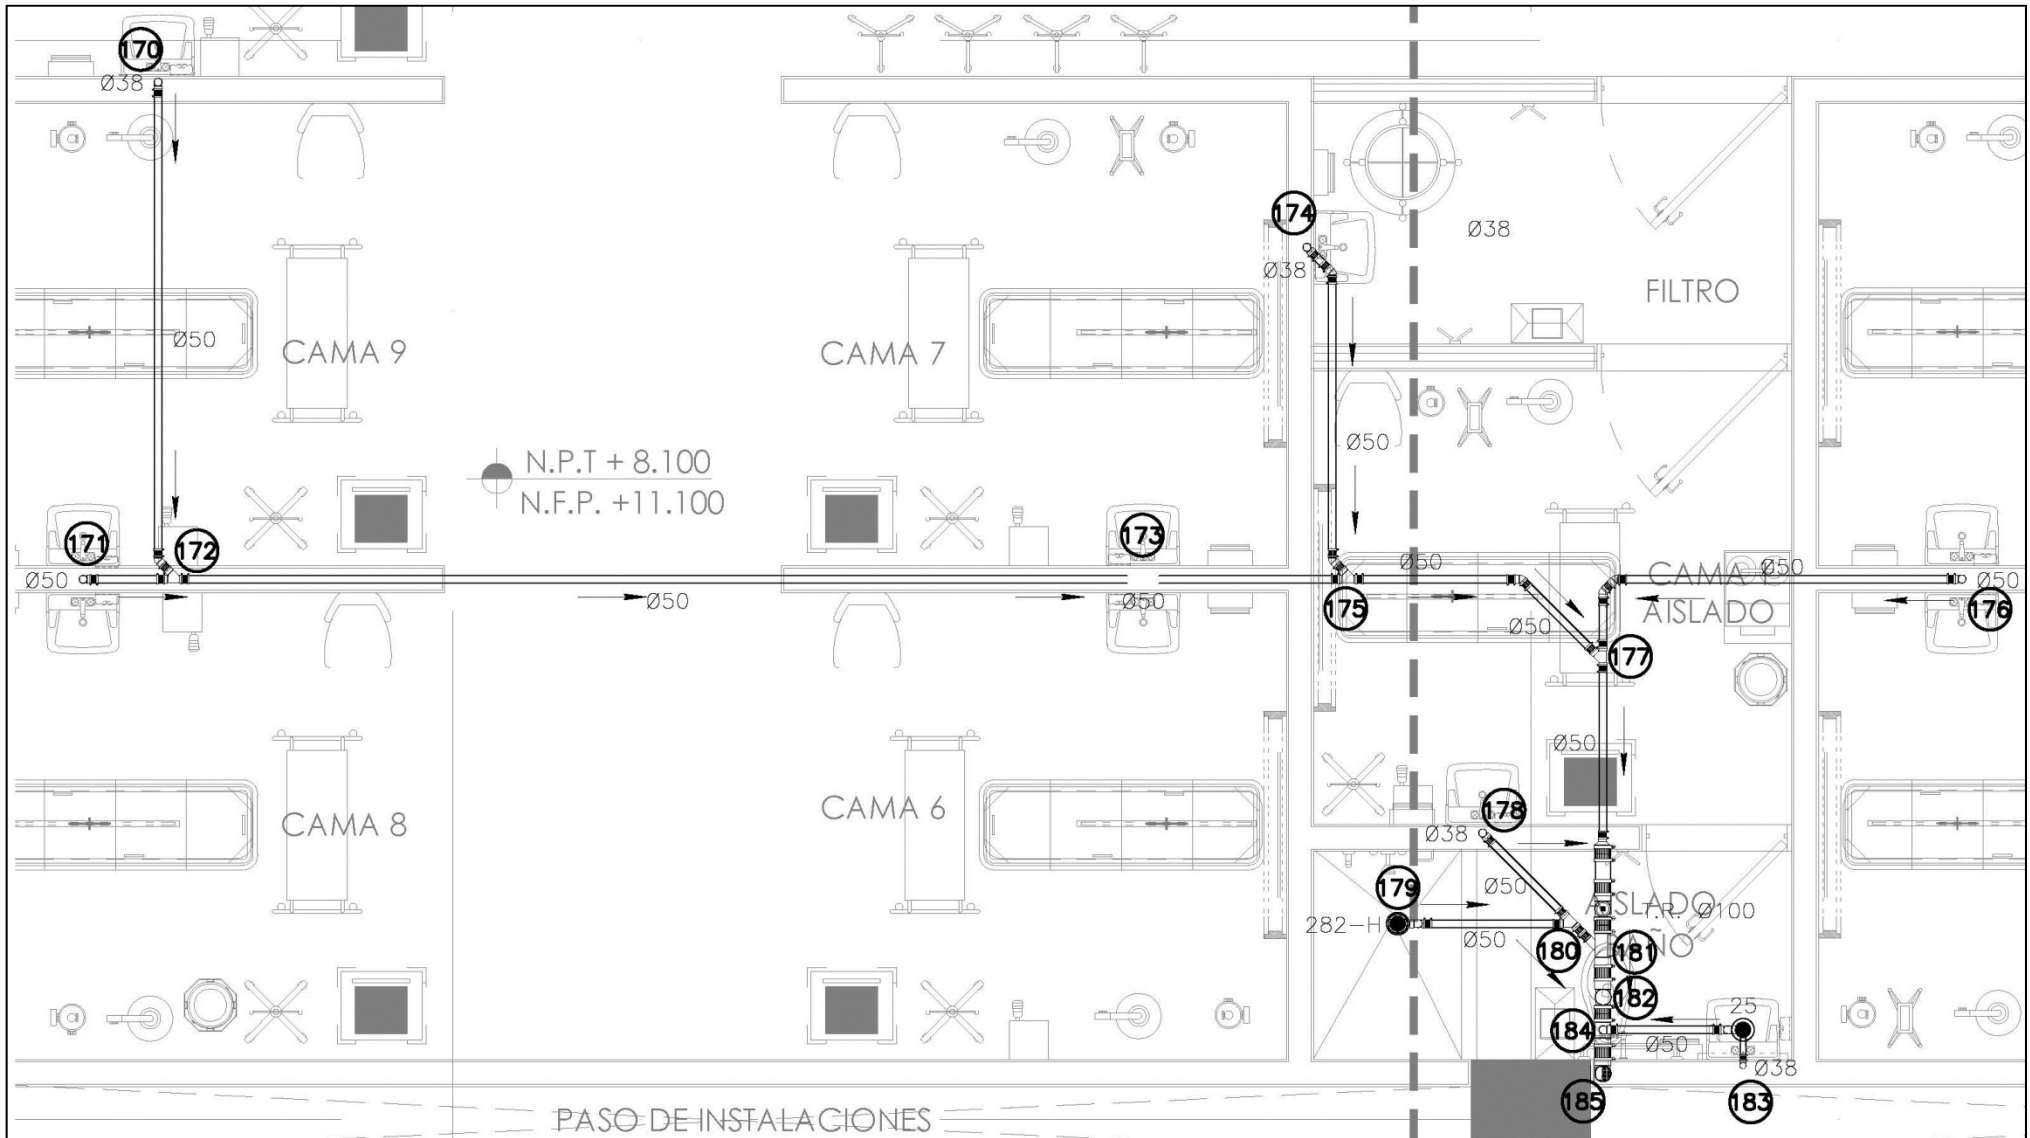 170
Ø38
174
Ø38
Ø38
FILTRO
Ø50
CAMA 9
CAMA 7
Ø50
N.P.T + 8.100
N.F.P. +11.100
171
172
173
Ø50
Ø50
Ø50
Ø50
Ø50
Ø50
CAMA
AISLADO
175
176
Ø50
177
Ø50
CAMA 8
CAMA 6
178
Ø38
179
Ø50
AISLADO
T.R. Ø100
282-H
Ø50
180
181
BAÑO
182
184
25
Ø50
Ø38
185
183
PASO DE INSTALACIONES